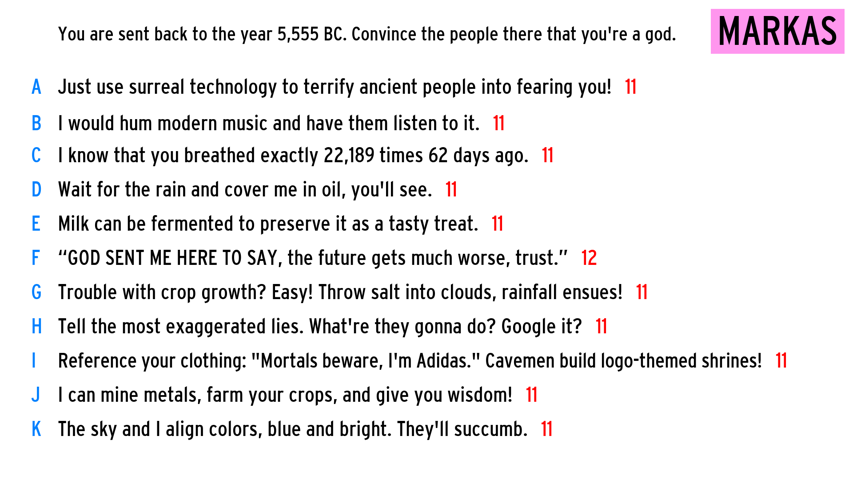 You are sent back to the year 5,555 BC. Convince the people there that you're a god.
MARKAS
A Just use surreal technology to terrify ancient people into fearing you! 11
B I would hum modern music and have them listen to it. 11
C I know that you breathed exactly 22,189 times 62 days ago. 11
D Wait for the rain and cover me in oil, you'll see. 11
E Milk can be fermented to preserve it as a tasty treat. 11
F “GOD SENT ME HERE TO SAY, the future gets much worse, trust.” 12
G Trouble with crop growth? Easy! Throw salt into clouds, rainfall ensues! 11
H Tell the most exaggerated lies. What're they gonna do? Google it? 11
I Reference your clothing: "Mortals beware, I'm Adidas." Cavemen build logo-themed shrines! 11
J I can mine metals, farm your crops, and give you wisdom! 11
K The sky and I align colors, blue and bright. They'll succumb. 11